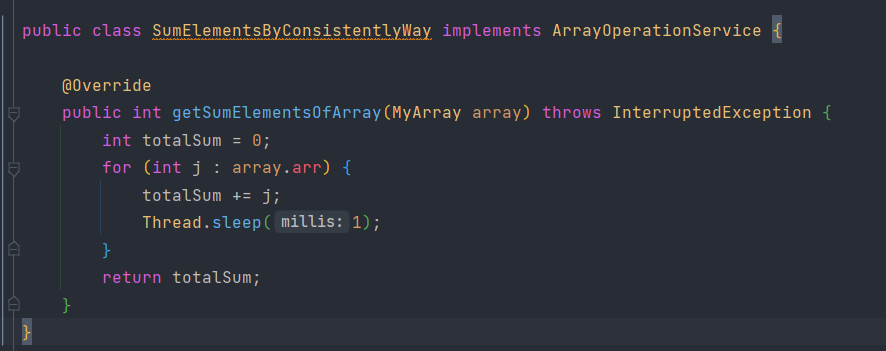 public class SumElementsByConsistentlyWay implements ArrayOperationService {
@Override
public int getSumElementsOfArray(MyArray array) throws InterruptedException {
int totalSum = 0;
for (int j : array.arr) {
totalSum += j;
Thread.sleep( millis: 1);
}
return totalSum;
}
}